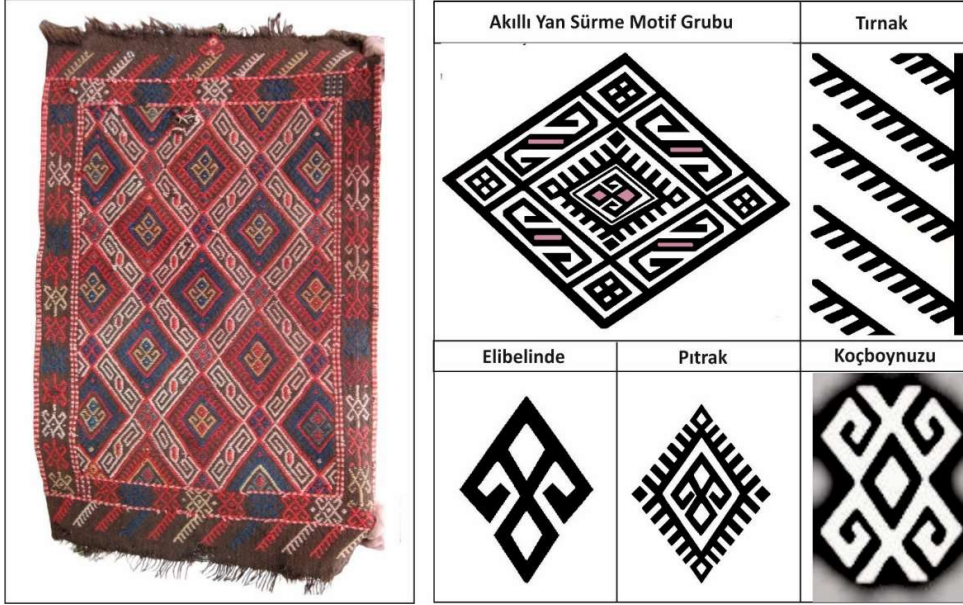 Akıllı Yan Sürme Motif Grubu
Tırnak
Elibelinde
Pıtrak
Koçboynuzu